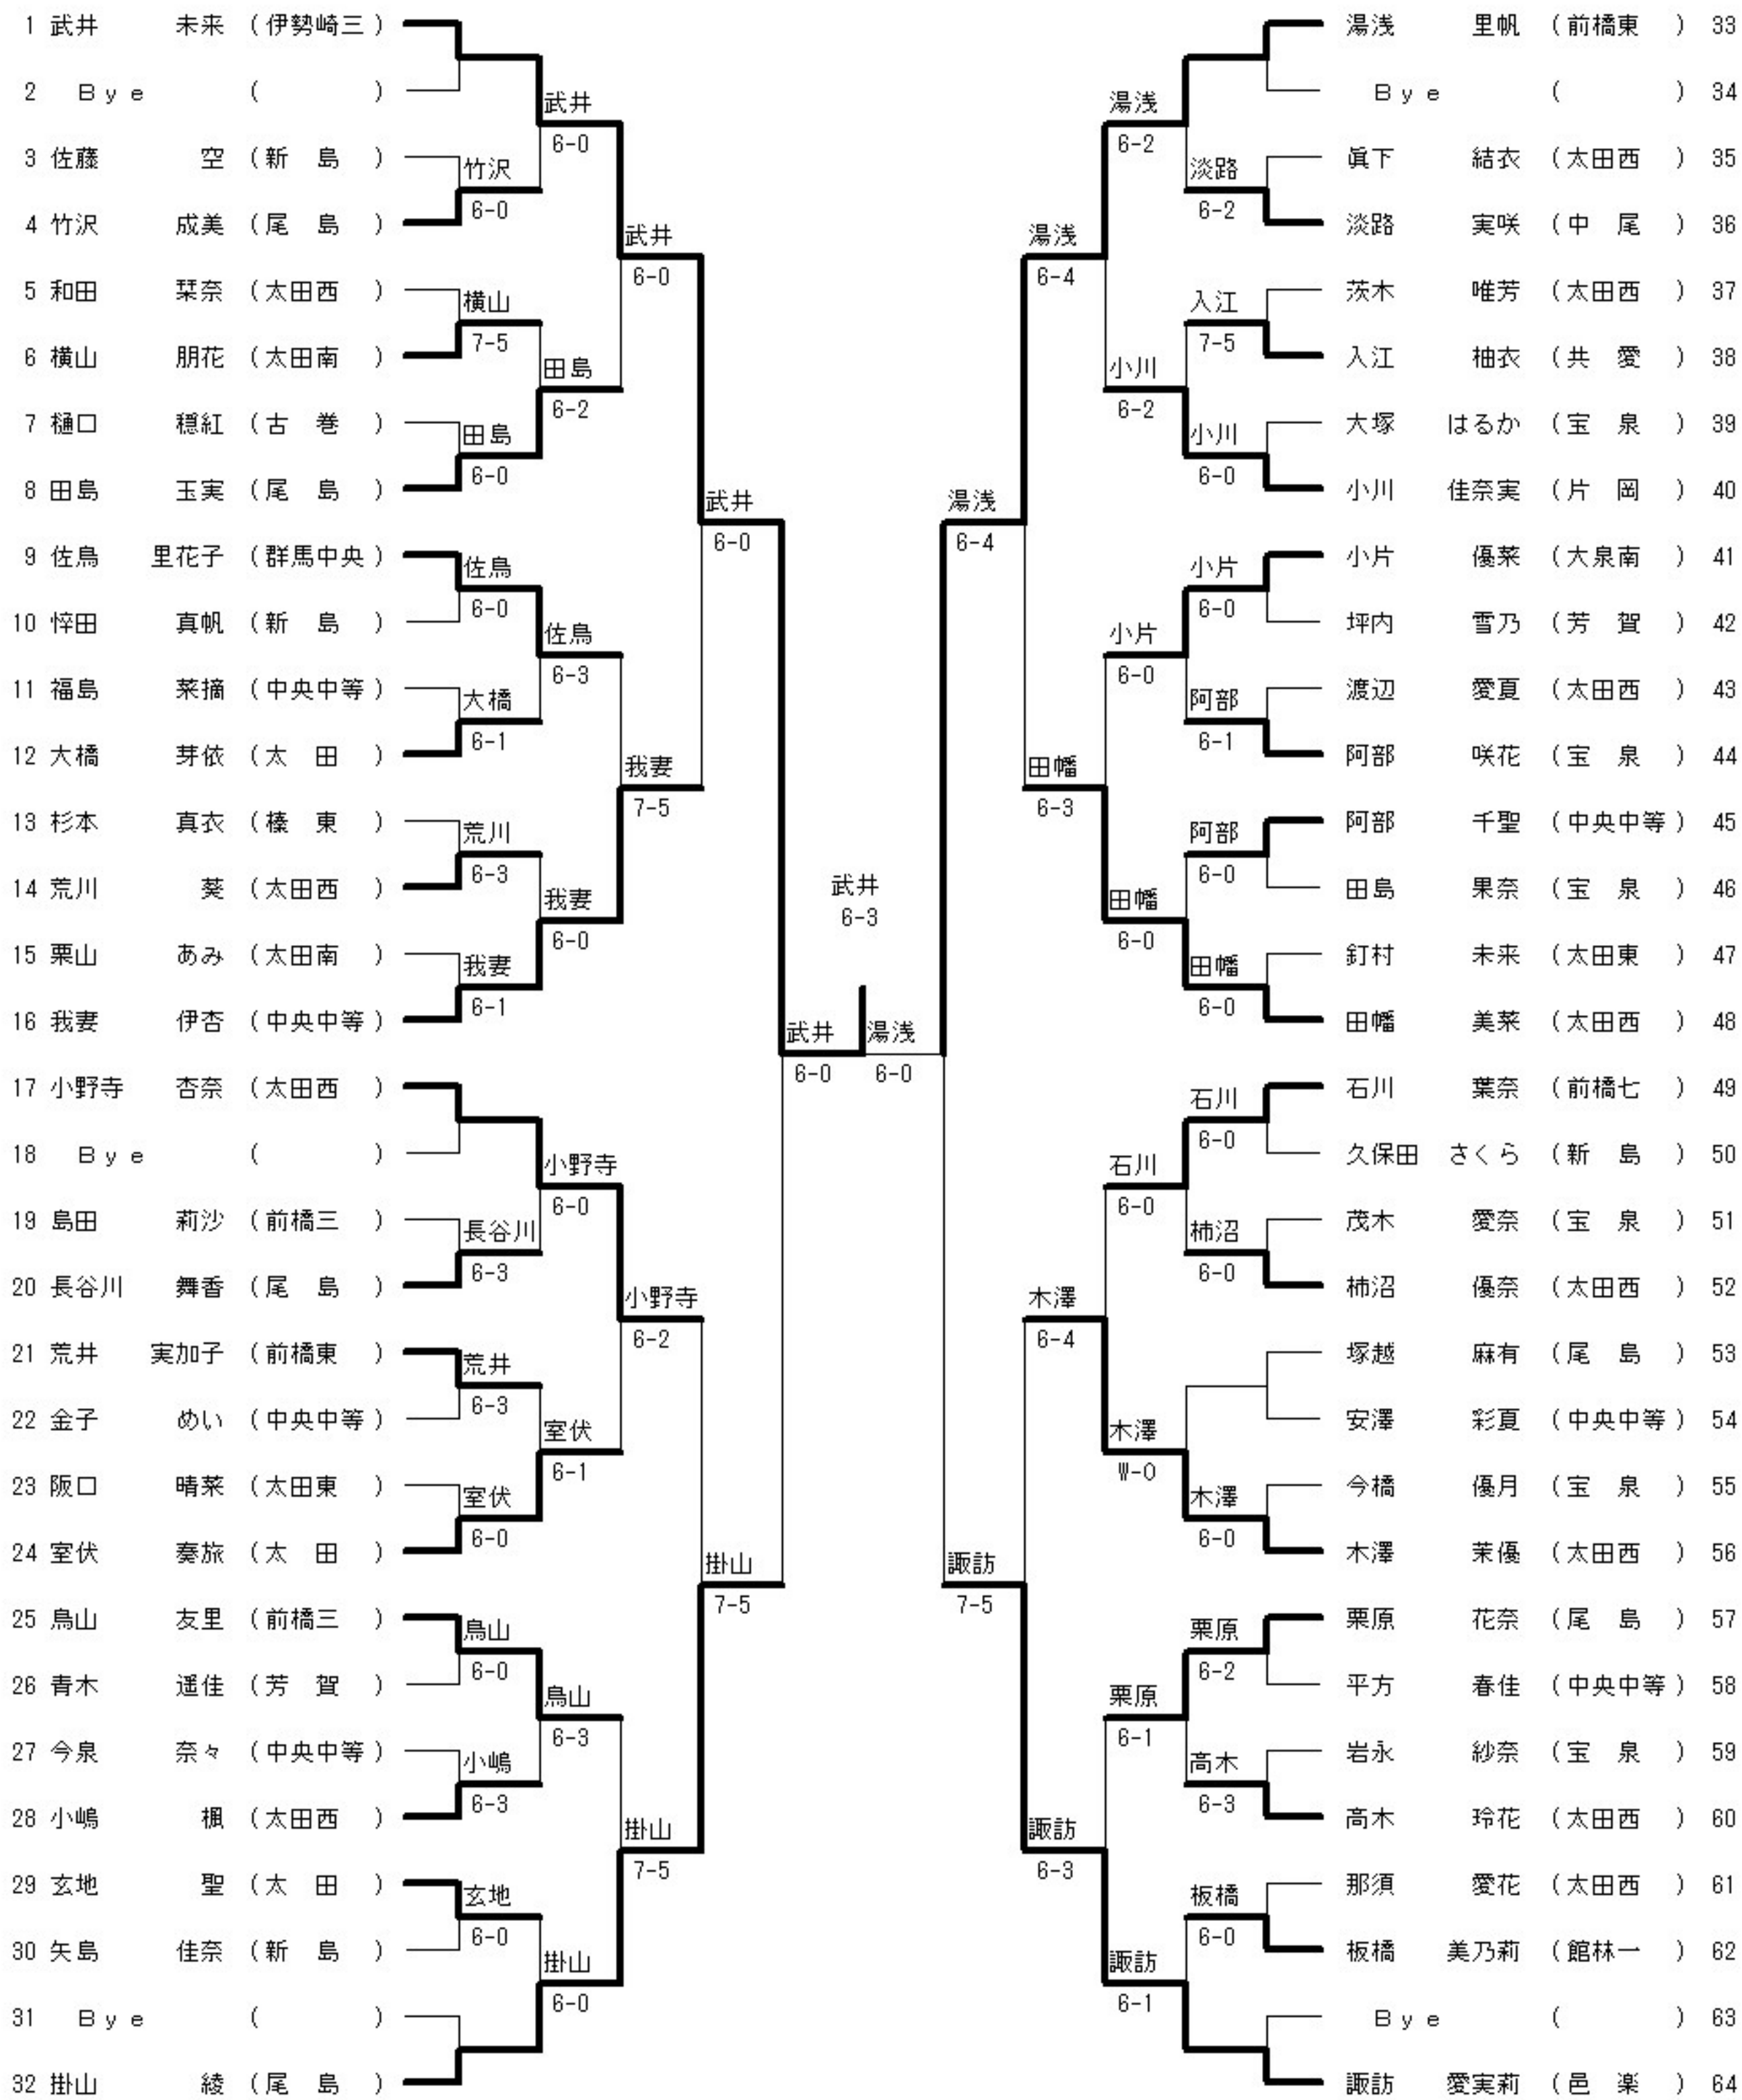 1 武井 未来 (伊勢崎三)
湯浅 里帆 (前橋東) 33
2 Bye ( )
Bye ( ) 34
武井
湯浅
6-0
6-2
3 佐藤 空 (新 島)
眞下 結衣 (太田西) 35
竹沢
淡路
6-0
6-2
4 竹沢 成美 (尾 島)
淡路 実咲 (中 尾) 36
武井
湯浅
6-0
6-4
5 和田 栞奈 (太田西)
茨木 唯芳 (太田西) 37
横山
入江
7-5
7-5
6 横山 朋花 (太田南)
入江 柚衣 (共 愛) 38
田島
小川
6-2
6-2
7 樋口 穏紅 (古 巻)
大塚 はるか (宝 泉) 39
田島
小川
6-0
6-0
8 田島 玉実 (尾 島)
小川 佳奈実 (片 岡) 40
武井
湯浅
6-0
6-4
9 佐鳥 里花子 (群馬中央)
小片 優菜 (大泉南) 41
佐鳥
小片
6-0
6-0
10 悴田 真帆 (新 島)
坪内 雪乃 (芳 賀) 42
佐鳥
小片
6-3
6-0
11 福島 菜摘 (中央中等)
渡辺 愛夏 (太田西) 43
大橋
阿部
6-1
6-1
12 大橋 芽依 (太 田)
阿部 咲花 (宝 泉) 44
我妻
田幡
7-5
6-3
13 杉本 真衣 (榛 東)
阿部 千聖 (中央中等) 45
荒川
阿部
6-3
6-0
14 荒川 葵 (太田西)
田島 果奈 (宝 泉) 46
武井
6-3
我妻
田幡
6-0
6-0
15 栗山 あみ (太田南)
釘村 未来 (太田東) 47
我妻
田幡
6-1
6-0
16 我妻 伊杏 (中央中等)
田幡 美菜 (太田西) 48
武井
湯浅
6-0
6-0
17 小野寺 杏奈 (太田西)
石川 葉奈 (前橋七) 49
石川
6-0
18 Bye ( )
久保田 さくら (新 島) 50
小野寺
石川
6-0
6-0
19 島田 莉沙 (前橋三)
茂木 愛奈 (宝 泉) 51
長谷川
柿沼
6-3
6-0
20 長谷川 舞香 (尾 島)
柿沼 優奈 (太田西) 52
小野寺
木澤
6-2
6-4
21 荒井 実加子 (前橋東)
塚越 麻有 (尾 島) 53
荒井
6-3
22 金子 めい (中央中等)
安澤 彩夏 (中央中等) 54
室伏
木澤
6-1
W-O
23 阪口 晴菜 (太田東)
今橋 優月 (宝 泉) 55
室伏
木澤
6-0
6-0
24 室伏 奏旅 (太 田)
木澤 茉優 (太田西) 56
掛山
諏訪
7-5
7-5
25 鳥山 友里 (前橋三)
栗原 花奈 (尾 島) 57
鳥山
栗原
6-0
6-2
26 青木 遥佳 (芳 賀)
平方 春佳 (中央中等) 58
鳥山
栗原
6-3
6-1
27 今泉 奈々 (中央中等)
岩永 紗奈 (宝 泉) 59
小嶋
高木
6-3
6-3
28 小嶋 楓 (太田西)
高木 玲花 (太田西) 60
掛山
諏訪
7-5
6-3
29 玄地 聖 (太 田)
那須 愛花 (太田西) 61
玄地
板橋
6-0
6-0
30 矢島 佳奈 (新 島)
板橋 美乃莉 (館林一) 62
掛山
諏訪
6-0
6-1
31 Bye ( )
Bye ( ) 63
32 掛山 綾 (尾 島)
諏訪 愛実莉 (邑 楽) 64